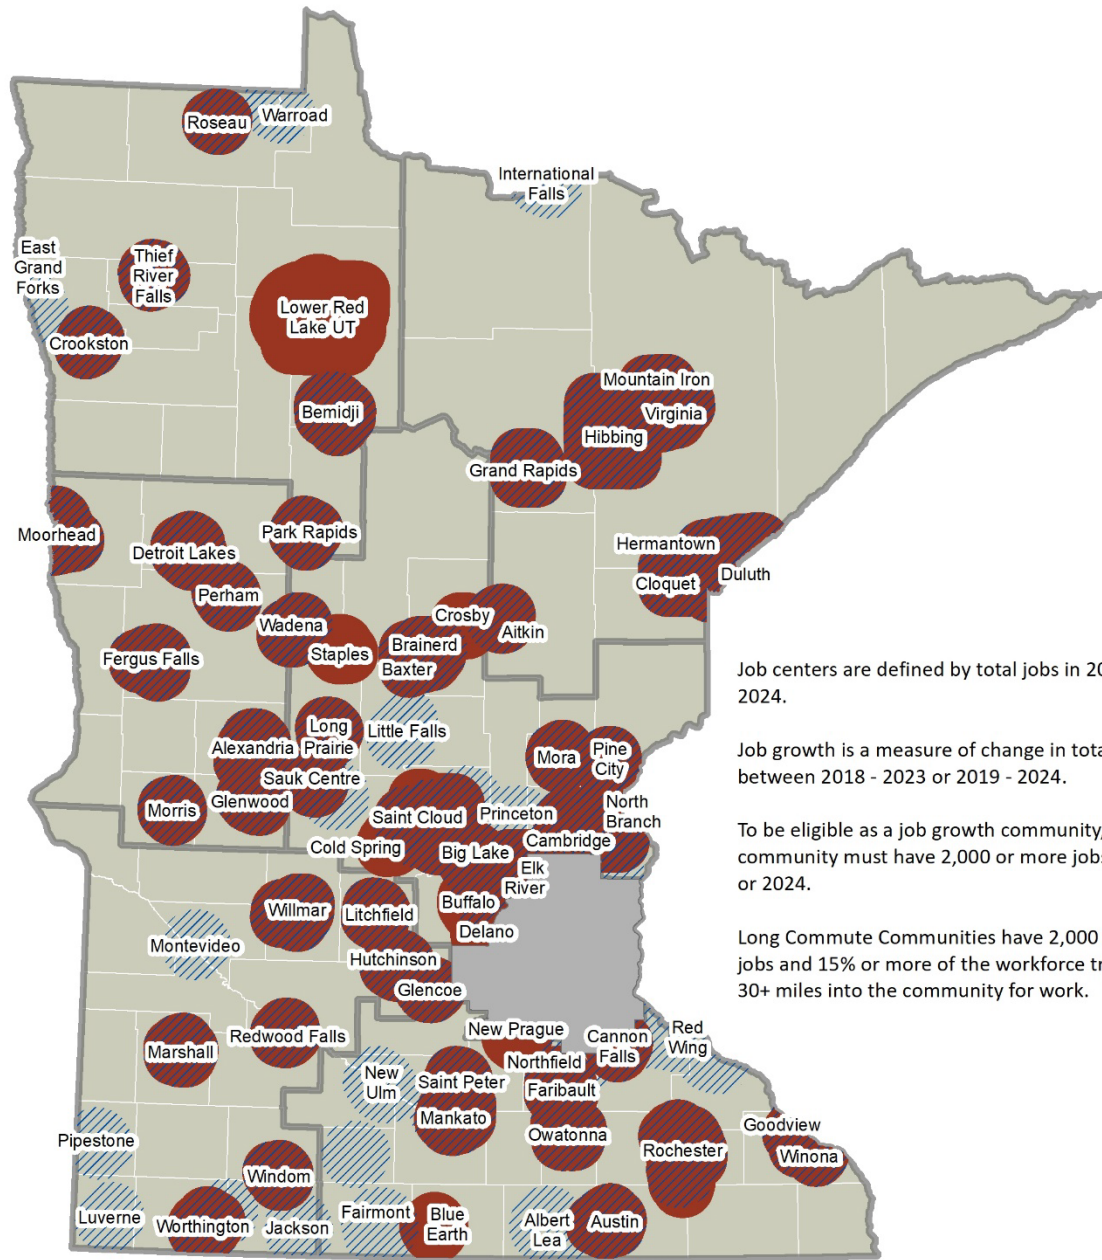 Roseau
Warroad
International
Falls
East
Grand
Forks
Thief
River
Falls
Crookston
Lower Red
Lake UT
Bemidji
Mountain Iron
Virginia
Hibbing
Grand Rapids
Moorhead
Detroit Lakes
Perham
Park Rapids
Hermantown
Cloquet
Duluth
Wadena
Staples
Crosby
Aitkin
Brainerd
Baxter
Fergus Falls
Long
Prairie
Little Falls
Alexandria
Sauk Centre
Glenwood
Morris
Mora
Pine
City
North
Branch
Princeton
Cambridge
Saint Cloud
Cold Spring
Big Lake
Elk
River
Buffalo
Delano
Willmar
Litchfield
Montevideo
Hutchinson
Glencoe
Redwood Falls
Marshall
New Prague
Northfield
Faribault
Cannon
Falls
Red
Wing
New
Ulm
Saint Peter
Mankato
Owatonna
Rochester
Goodview
Winona
Pipestone
Luverne
Windom
Worthington
Jackson
Fairmont
Blue
Earth
Albert
Lea
Austin
Job centers are defined by total jobs in 20
2024.
Job growth is a measure of change in tota
between 2018 - 2023 or 2019 - 2024.
To be eligible as a job growth community,
community must have 2,000 or more jobs
or 2024.
Long Commute Communities have 2,000
jobs and 15% or more of the workforce tr
30+ miles into the community for work.